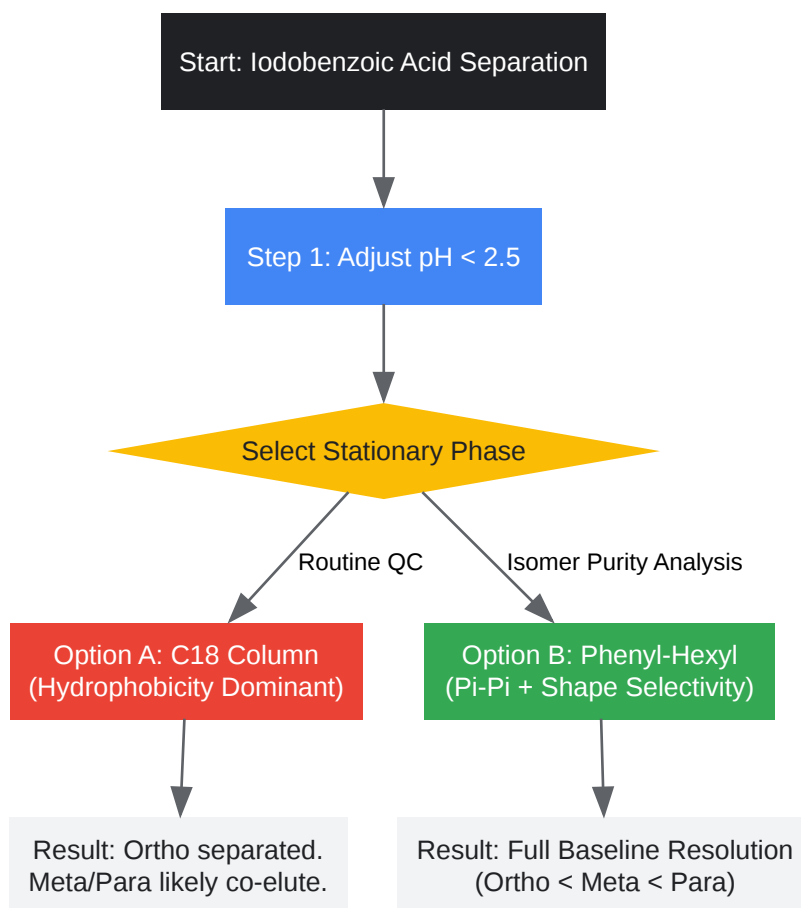 Start: Iodobenzoic Acid Separation
Step 1: Adjust pH < 2.5
Select Stationary Phase
Routine QC
Isomer Purity Analysis
Option A: C18 Column
(Hydrophobicity Dominant)
Option B: Phenyl-Hexyl
(Pi-Pi + Shape Selectivity)
Result: Ortho separated.
Meta/Para likely co-elute.
Result: Full Baseline Resolution
(Ortho < Meta < Para)